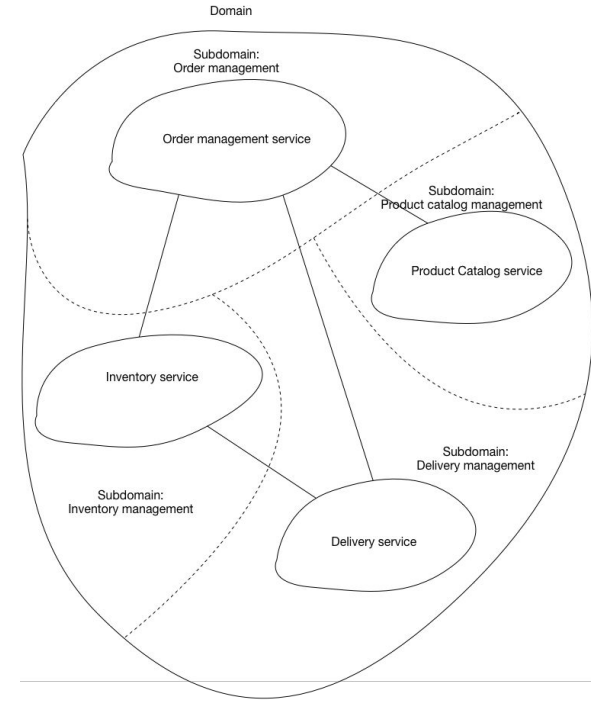 Domain
Subdomain:
Order management
Order management service
Subdomain:
Product catalog management
Product Catalog service
Inventory service
Subdomain:
Delivery management
Subdomain:
Inventory management
Delivery service